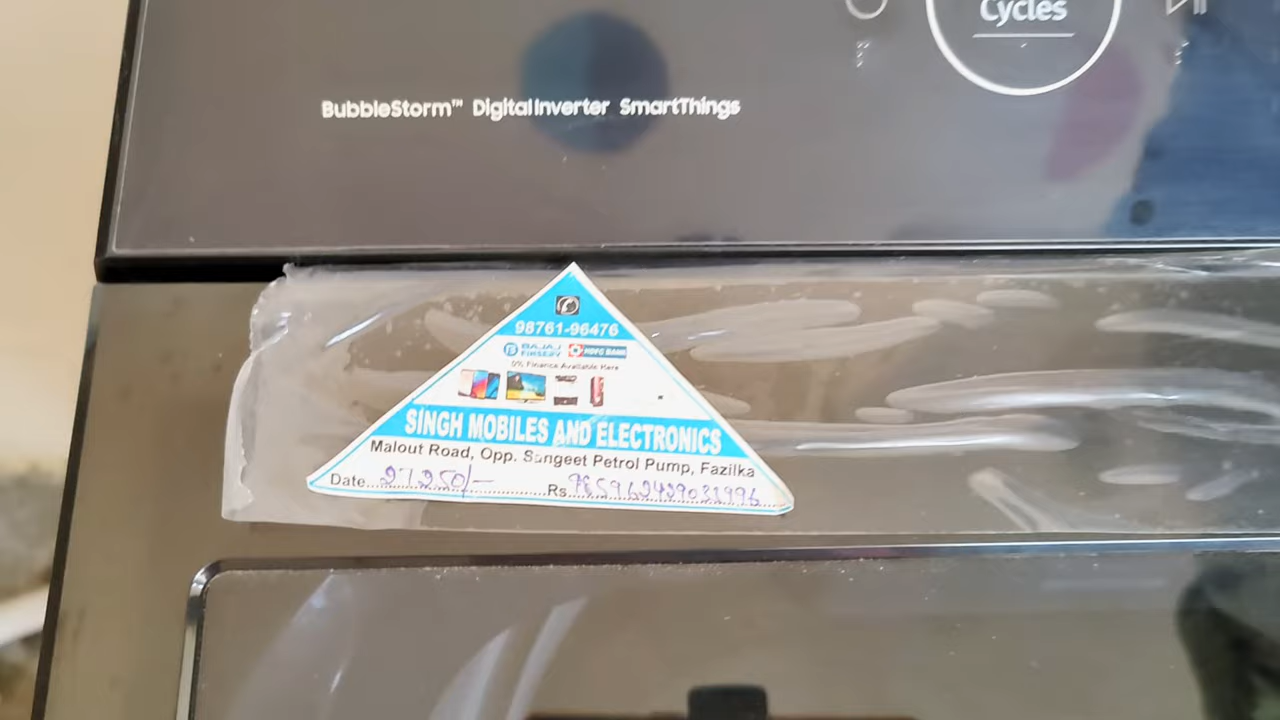 Cycles
BubbleStorm™ DigitalInverter SmartThings
98761-96476
BAJAJ FINSERV HDFC BANK
0% Finance Available Here
SINGH MOBILES AND ELECTRONICS
Malout Road, Opp. Sangeet Petrol Pump, Fazilka
Date...27250/-............Rs...